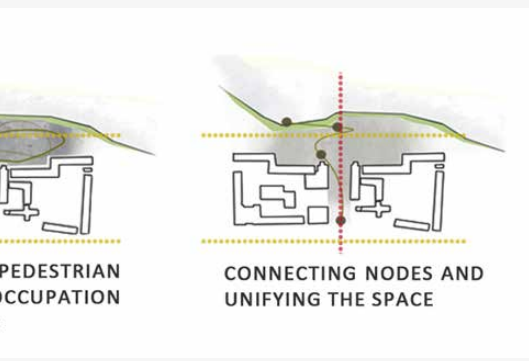 PEDESTRIAN
OCCUPATION
CONNECTING NODES AND
UNIFYING THE SPACE